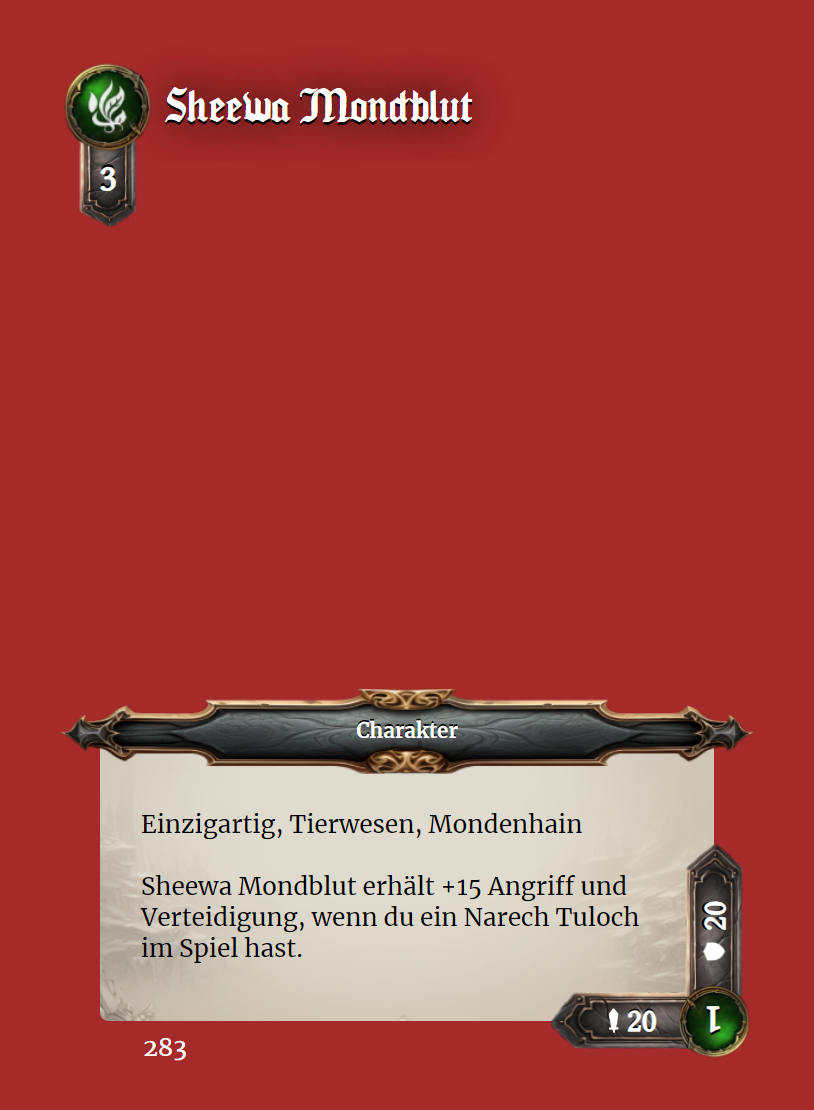 Sheewa Mondblut
3
Charakter
Einzigartig, Tierwesen, Mondenhain
Sheewa Mondblut erhält +15 Angriff und
Verteidigung, wenn du ein Narech Tuloch
im Spiel hast.
20
20
1
283